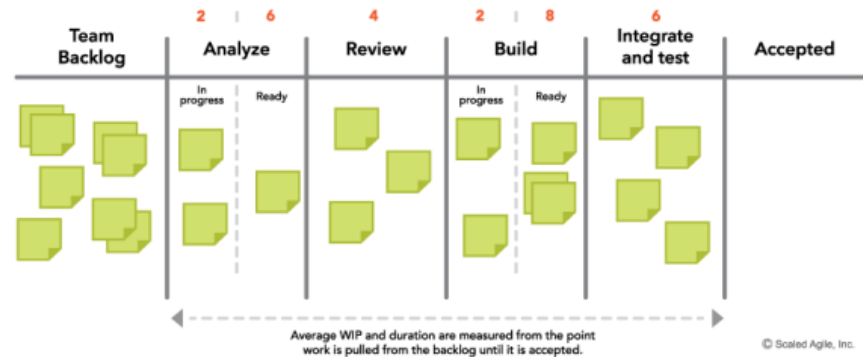 2 6 4 2 8 6
Team
Backlog
Analyze
Review
Build
Integrate
and test
Accepted
In
progress
Ready
In
progress
Ready
Average WIP and duration are measured from the point
work is pulled from the backlog until it is accepted.
© Scaled Agile, Inc.